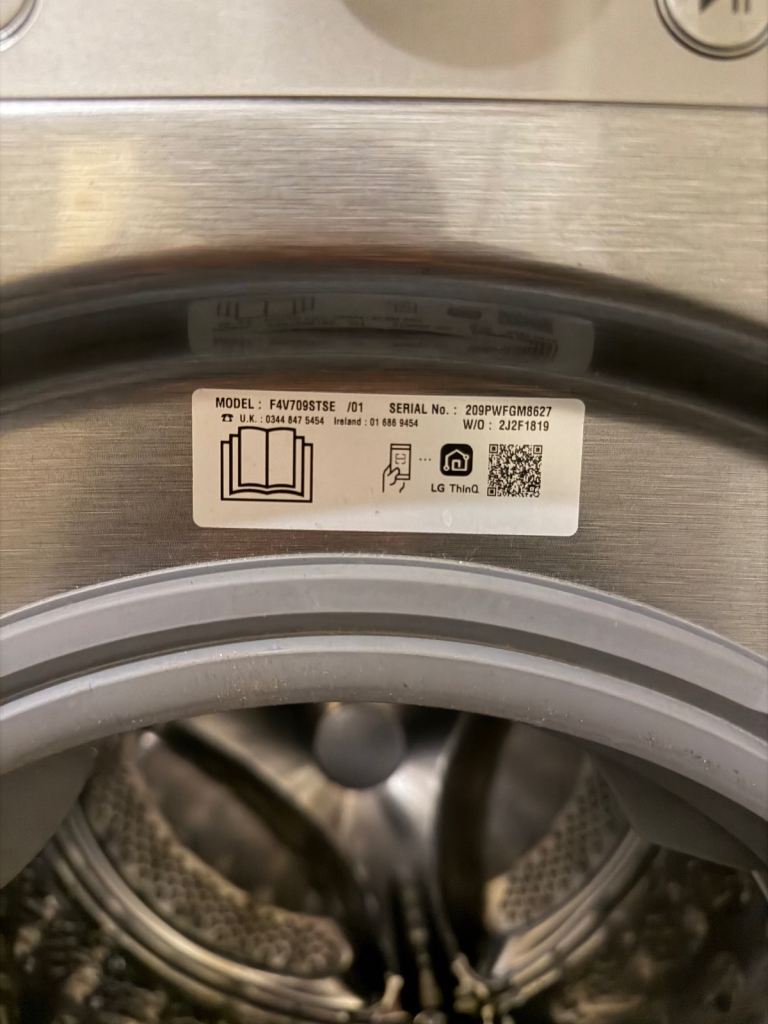 MODEL : F4V709STSE /01 SERIAL No. : 209PWFGM8627
☎ U.K. : 0344 847 5454 Ireland : 01 686 9454 W/O : 2J2F1819
LG ThinQ